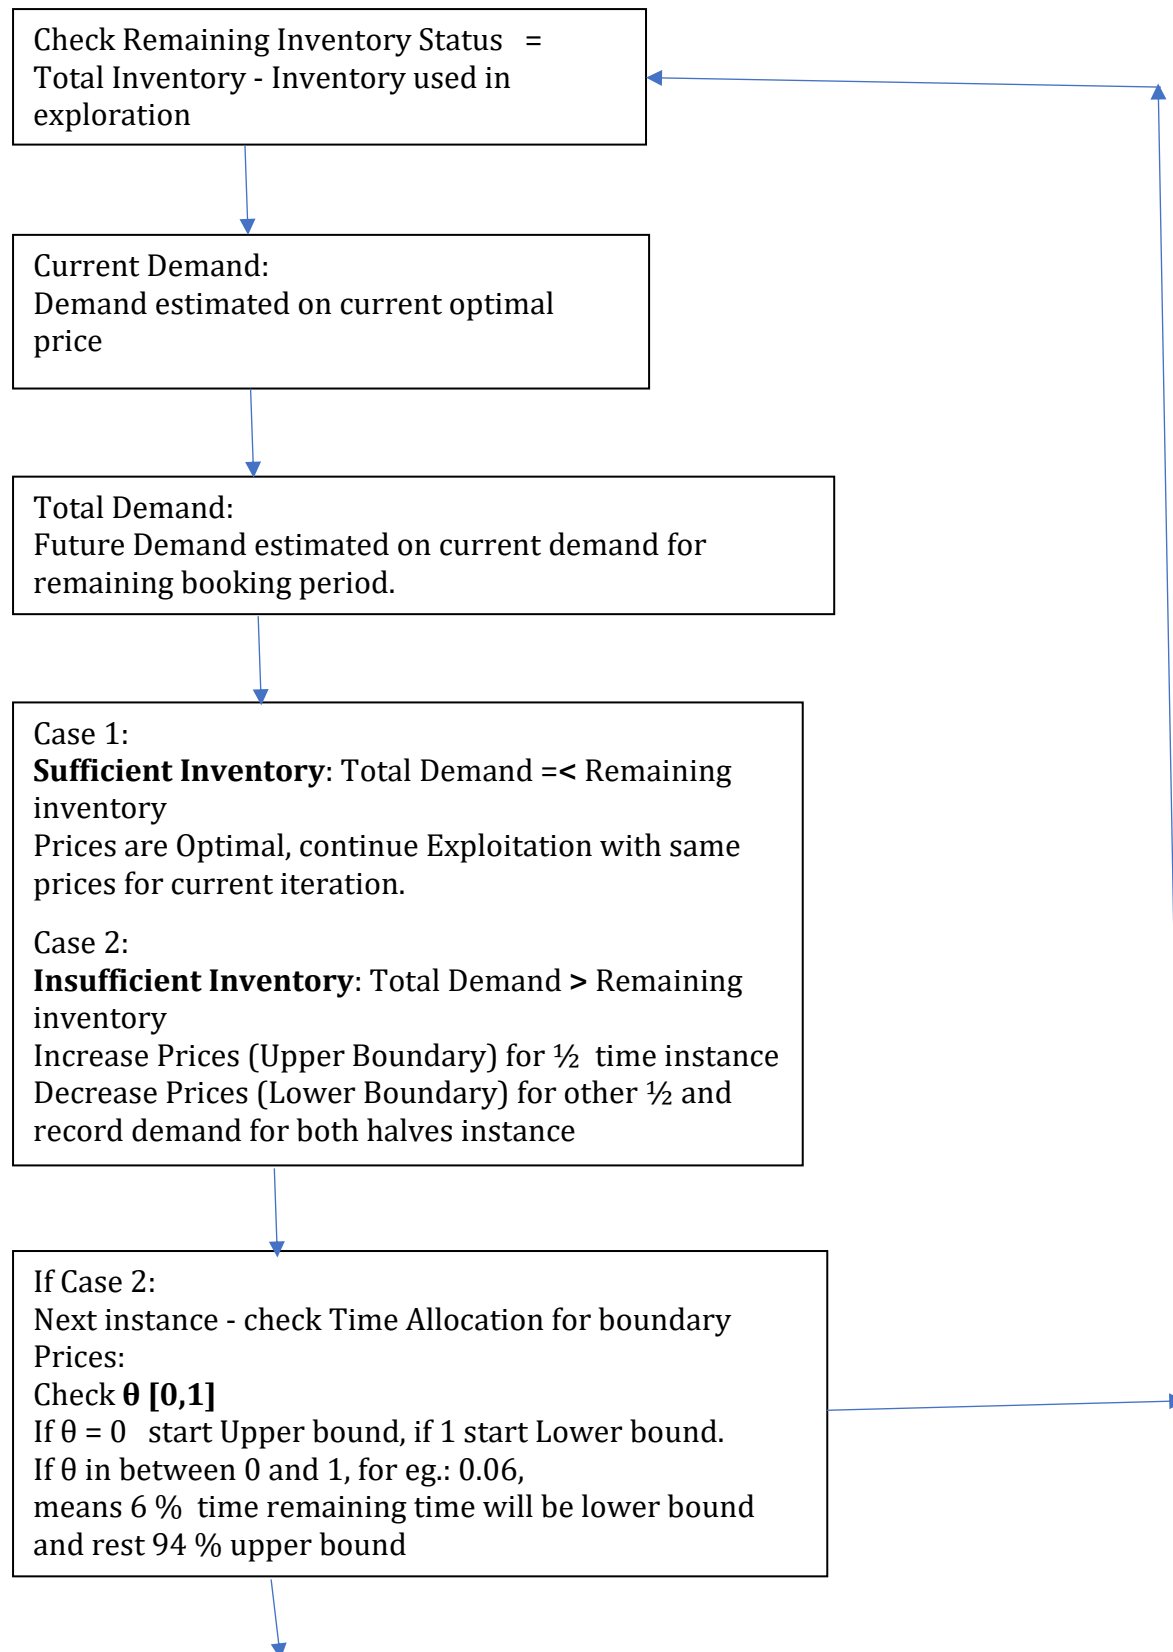 Check Remaining Inventory Status =
Total Inventory - Inventory used in
exploration
Current Demand:
Demand estimated on current optimal
price
Total Demand:
Future Demand estimated on current demand for
remaining booking period.
Case 1:
Sufficient Inventory: Total Demand =< Remaining
inventory
Prices are Optimal, continue Exploitation with same
prices for current iteration.
Case 2:
Insufficient Inventory: Total Demand > Remaining
inventory
Increase Prices (Upper Boundary) for ½ time instance
Decrease Prices (Lower Boundary) for other ½ and
record demand for both halves instance
If Case 2:
Next instance - check Time Allocation for boundary
Prices:
Check θ [0,1]
If θ = 0 start Upper bound, if 1 start Lower bound.
If θ in between 0 and 1, for eg.: 0.06,
means 6 % time remaining time will be lower bound
and rest 94 % upper bound